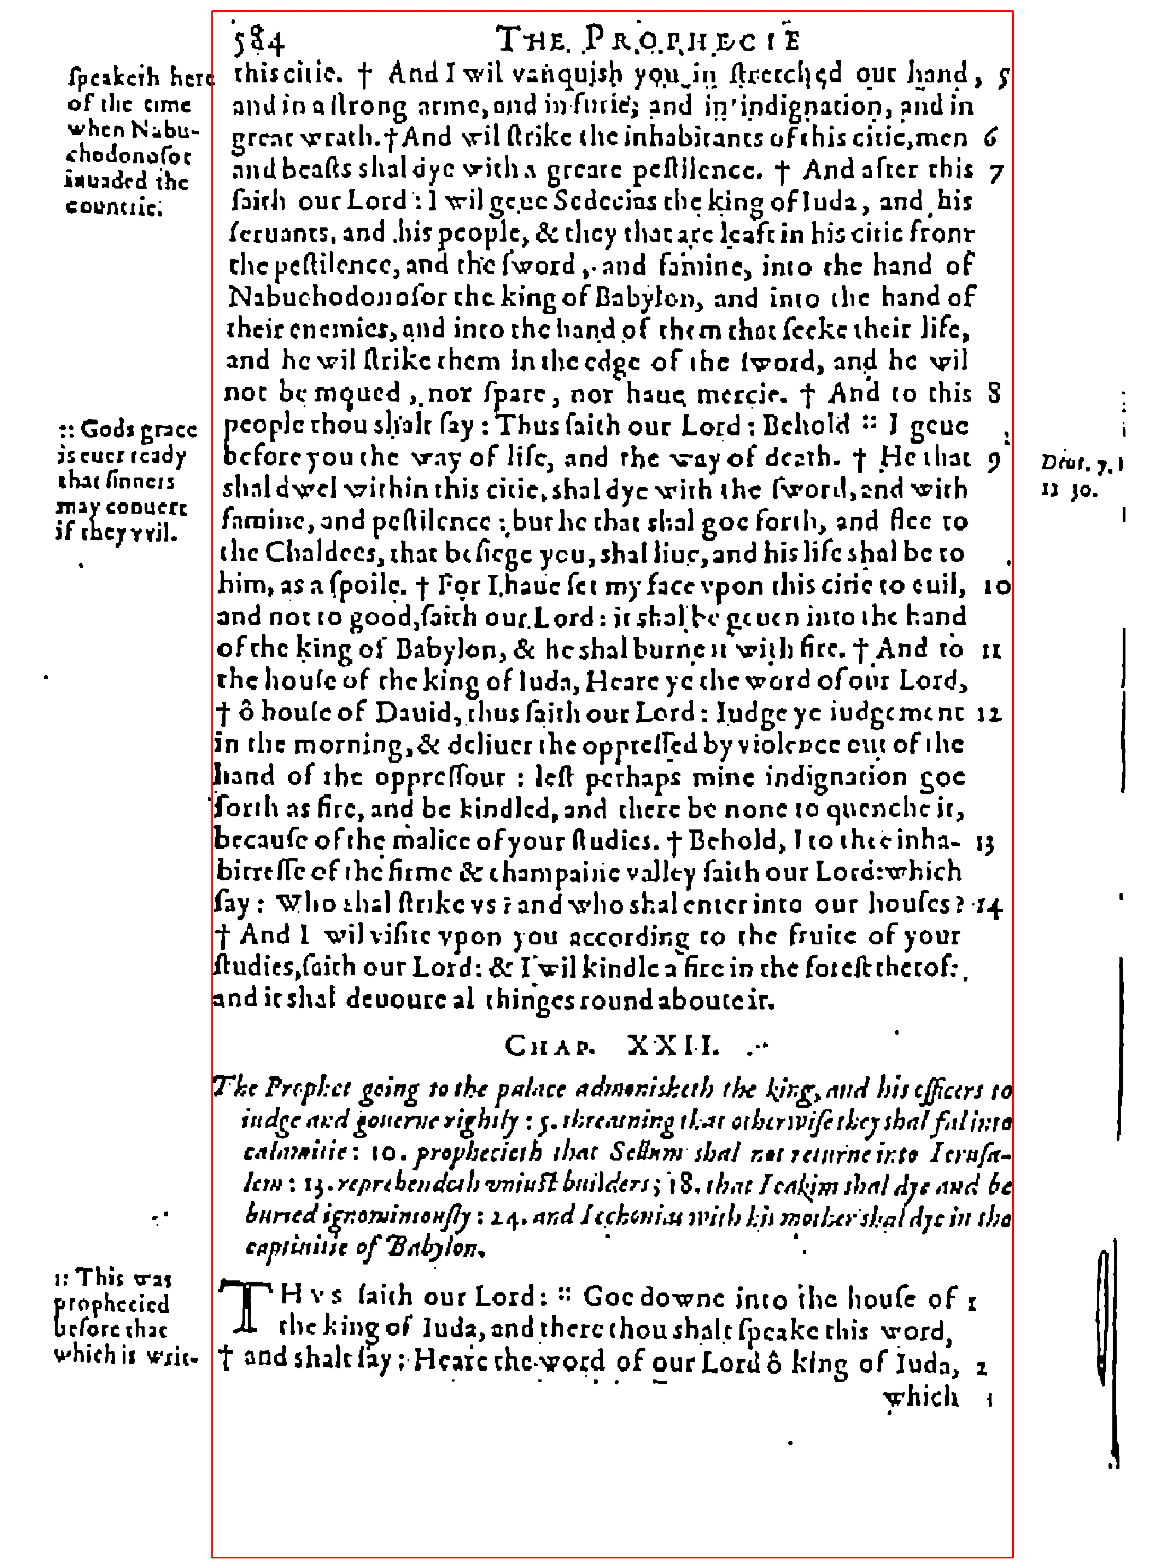 584 THE PROPHECIE
speaketh here
of the time
when Nabu-
chodonosor
inuaded the
countrie.
this citie. † And I wil vanquish you in stretched out hand, 5
and in a strong arme, and in furie, and in indignation, and in
great wrath. † And wil strike the inhabitants of this citie, men 6
and beasts shal dye with a greate pestilence. † And after this 7
saith our Lord: I wil geue Sedecias the king of Iuda, and his
seruants, and his people, & they that are least in his citie from
the pestilence, and the sword, and famine, into the hand of
Nabuchodonosor the king of Babylon, and into the hand of
their enemies, and into the hand of them that seeke their life,
and he wil strike them in the edge of the sword, and he wil
not be moued, nor spare, nor haue mercie. † And to this 8
people thou shalt say: Thus saith our Lord: Behold :: I geue
before you the way of life, and the way of death. † He that 9
shal dwel within this citie, shal dye with the sword, and with
famine, and pestilence: but he that shal goe forth, and flee to
the Chaldees, that besiege you, shal liue, and his life shal be to
him, as a spoile. † For I haue set my face vpon this citie to euil, 10
and not to good, saith our Lord: it shal be geuen into the hand
of the king of Babylon, & he shal burne it with fire. † And to 11
the house of the king of Iuda, Heare ye the word of our Lord,
† ô house of Dauid, thus saith our Lord: Iudge ye iudgement 12
in the morning, & deliuer the oppressed by violence out of the
hand of the oppressour: lest perhaps mine indignation goe
forth as fire, and be kindled, and there be none to quenche it,
because of the malice of your studies. † Behold, I to thee inha- 13
bitresse of the firme & champaine valley saith our Lord: which
say: Who shal strike vs? and who shal enter into our houses? 14
† And I wil visite vpon you according to the fruite of your
studies, saith our Lord: & I wil kindle a fire in the forest therof:
and it shal deuoure al thinges round about it.
:: Gods grace
is euer ready
that sinners
may conuert
if they vvil.
Deut. 7.
11 30.
CHAP. XXII.
The Prophet going to the palace admonisheth the king, and his officers to
iudge and gouerne rightly: 5. threatning that otherwise they shal fal into
calamitie: 10. prophecieth that Sellum shal not returne into Ierusa-
lem: 13. reprehendeth vniust builders; 18. that Ioakim shal dye and be
buried ignominiously: 24. and Iechonias with his mother shal dye in the
captiuitie of Babylon.
:: This was
prophecied
before that
which is writ-
THVS saith our Lord: :: Goe downe into the house of 1
the king of Iuda, and there thou shalt speake this word,
† and shalt say: Heare the word of our Lord ô king of Iuda, 2
which